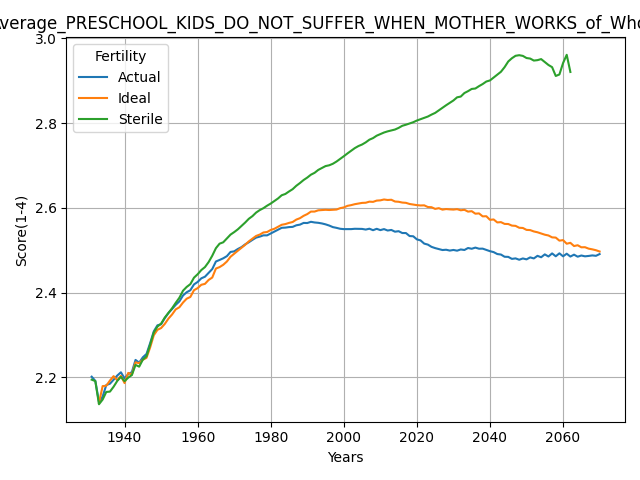 verage_PRESCHOOL_KIDS_DO_NOT_SUFFER_WHEN_MOTHER_WORKS_of_Who
Fertility
Actual
Ideal
Sterile
Score(1-4)
3.0
2.8
2.6
2.4
2.2
1940 1960 1980 2000 2020 2040 2060
Years